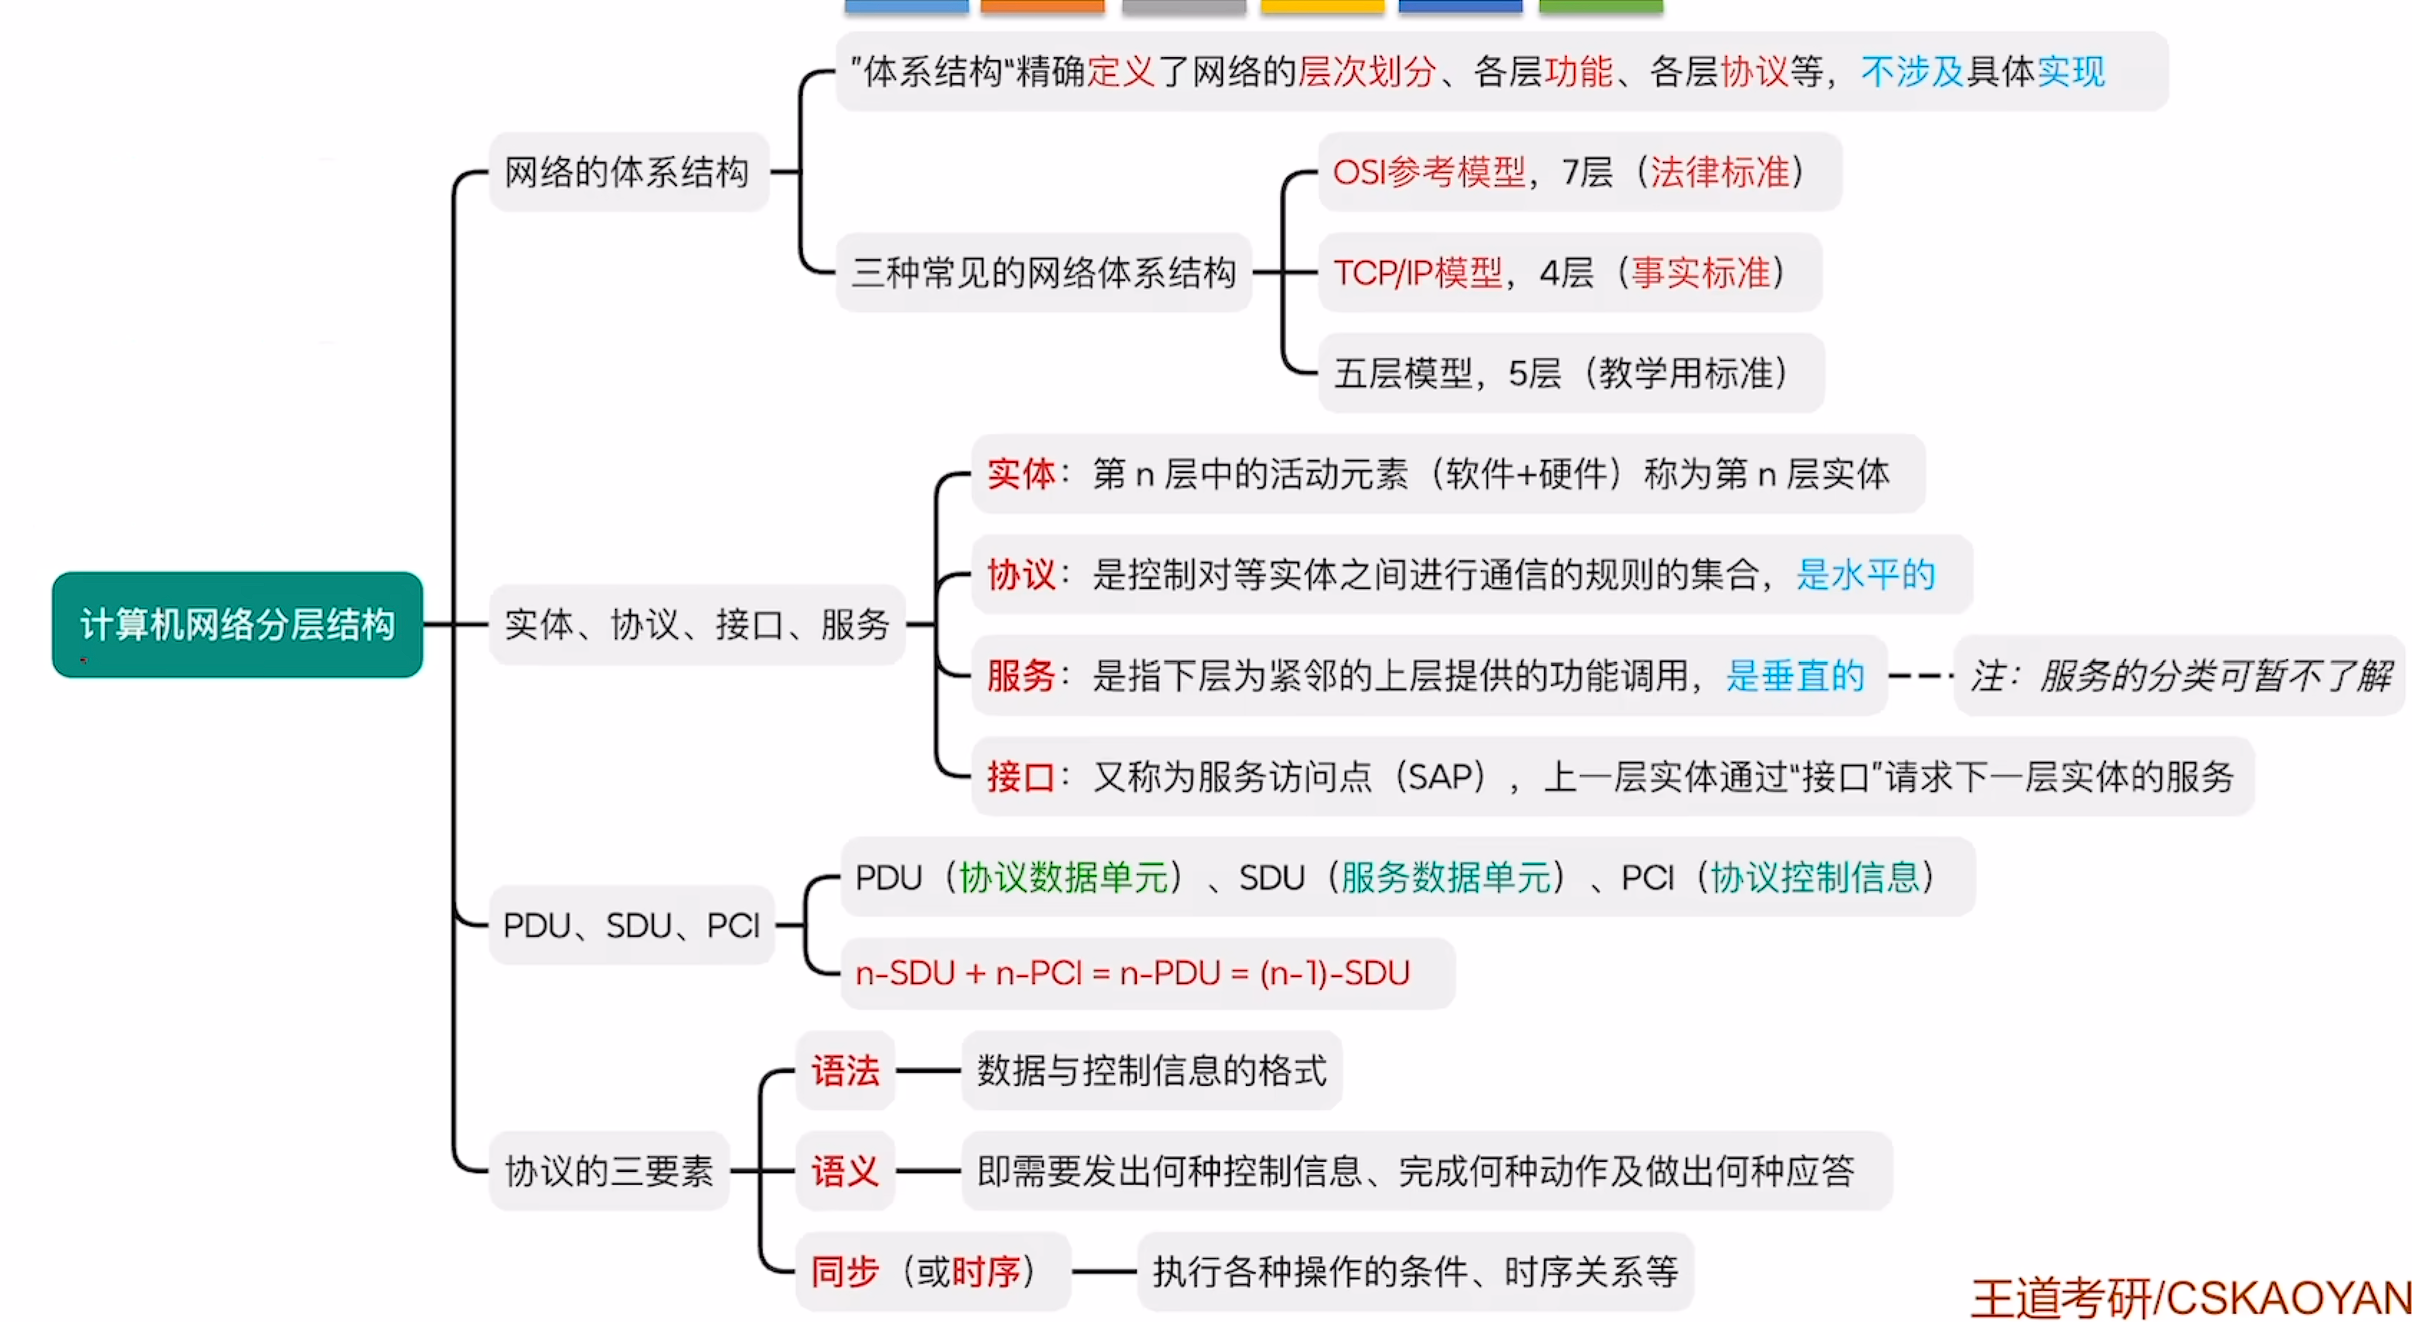 "体系结构“精确定义了网络的层次划分、各层功能、各层协议等，不涉及具体实现
网络的体系结构
OSI参考模型，7层（法律标准）
三种常见的网络体系结构
TCP/IP模型，4层（事实标准）
五层模型，5层（教学用标准）
计算机网络分层结构
实体、协议、接口、服务
实体：第 n 层中的活动元素（软件+硬件）称为第 n 层实体
协议：是控制对等实体之间进行通信的规则的集合，是水平的
服务：是指下层为紧邻的上层提供的功能调用，是垂直的
注：服务的分类可暂不了解
接口：又称为服务访问点（SAP），上一层实体通过“接口”请求下一层实体的服务
PDU、SDU、PCI
PDU（协议数据单元）、SDU（服务数据单元）、PCI（协议控制信息）
n-SDU + n-PCI = n-PDU = (n-1)-SDU
协议的三要素
语法
数据与控制信息的格式
语义
即需要发出何种控制信息、完成何种动作及做出何种应答
同步（或时序）
执行各种操作的条件、时序关系等
王道考研/CSKAOYAN